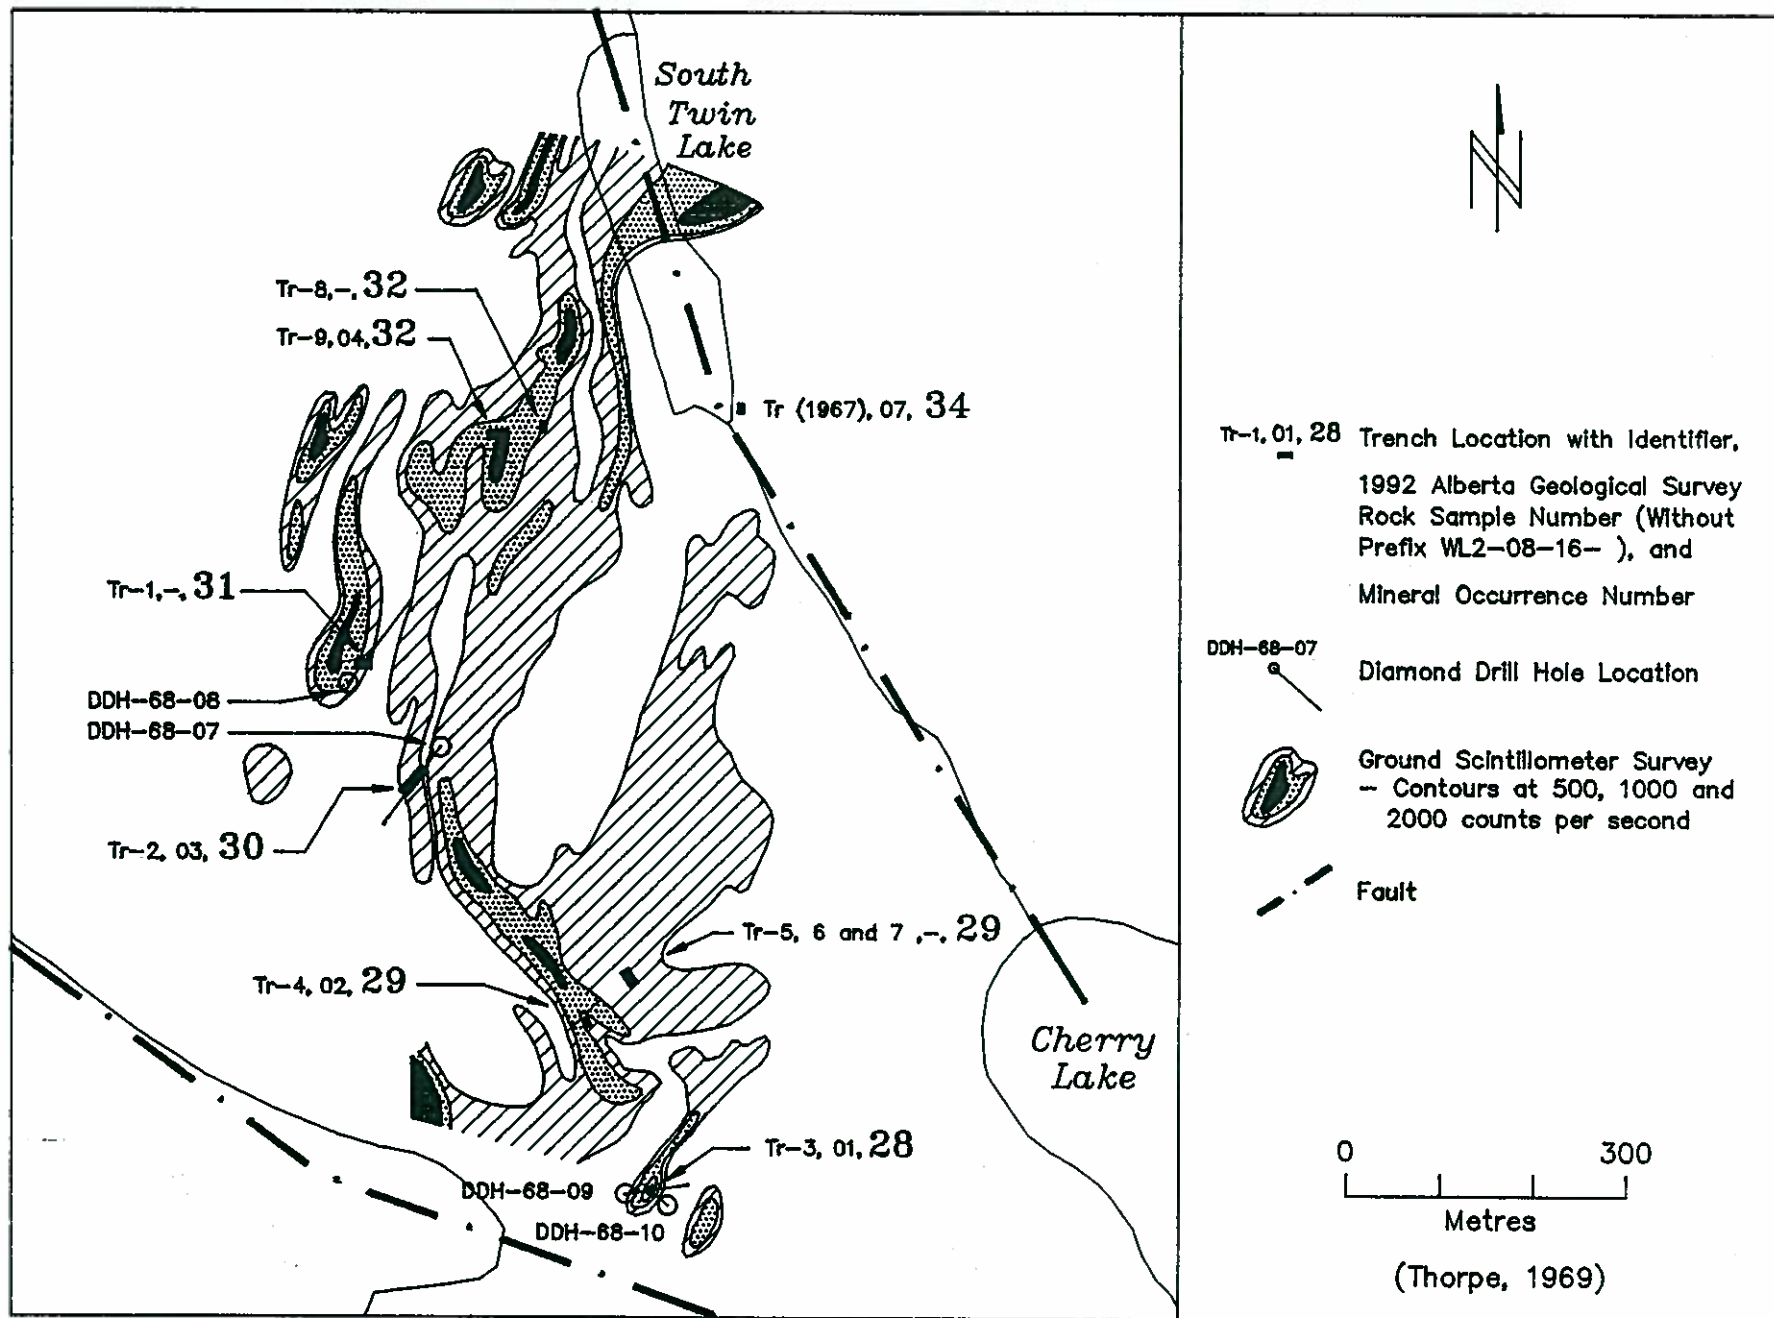 South
Twin
Lake
Tr-8,-, 32
Tr-9, 04, 32
Tr (1967), 07, 34
Tr-1,-, 31
DDH-68-08
DDH-68-07
Tr-2, 03, 30
Tr-5, 6 and 7 ,-, 29
Tr-4, 02, 29
Cherry
Lake
Tr-3, 01, 28
DDH-68-09
DDH-68-10
N
Tr-1, 01, 28 Trench Location with Identifier,
1992 Alberta Geological Survey
Rock Sample Number (Without
Prefix WL2-08-16- ), and
Mineral Occurrence Number
DDH-68-07
Diamond Drill Hole Location
Ground Scintillometer Survey
- Contours at 500, 1000 and
2000 counts per second
Fault
0 300
Metres
(Thorpe, 1969)